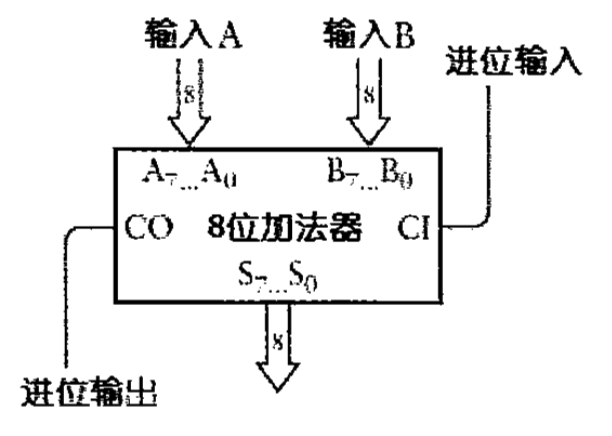 输入A
输入B
进位输入
8
8
A7...A0
B7...B0
CO
8位加法器
CI
S7...S0
8
进位输出